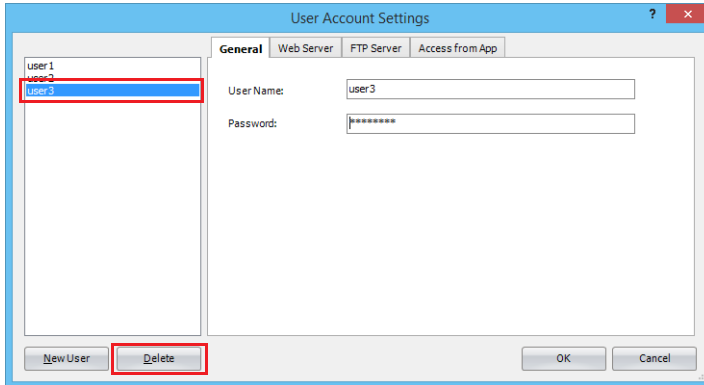 User Account Settings ? ×
General Web Server FTP Server Access from App
user1
user2
user3
User Name: user3
Password: ********
New User Delete OK Cancel